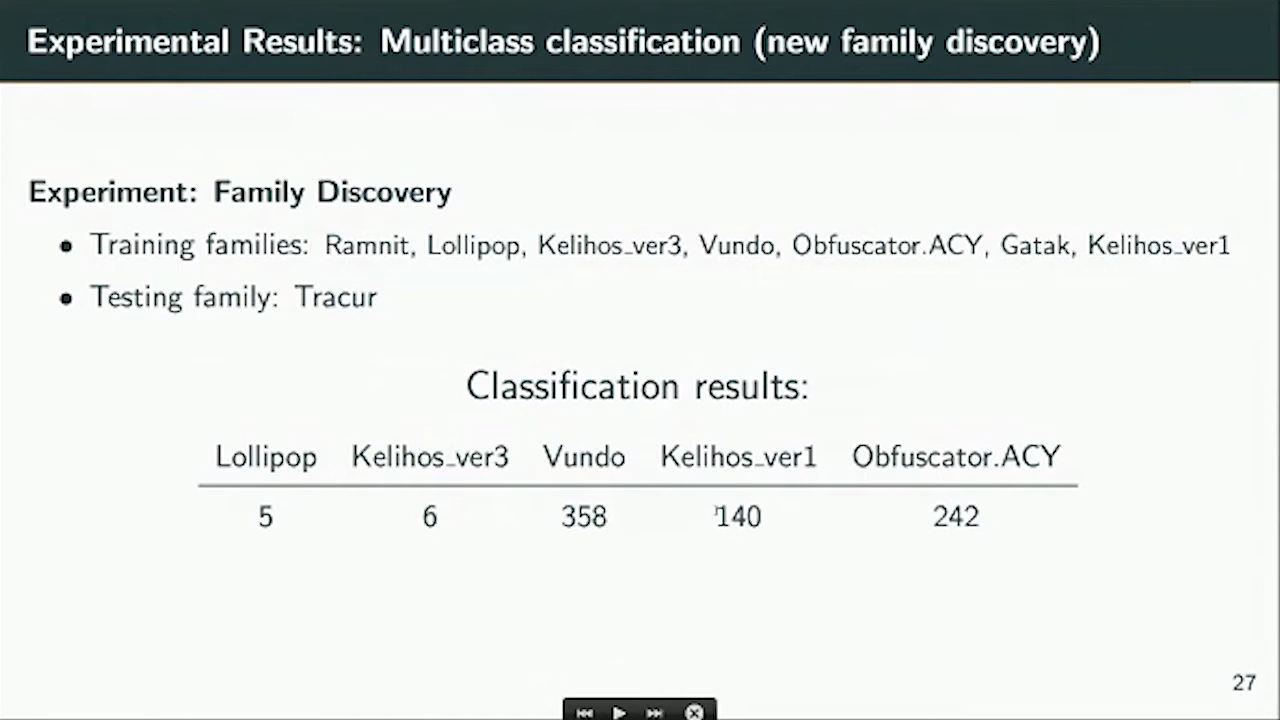 Experimental Results: Multiclass classification (new family discovery)
Experiment: Family Discovery
• Training families: Ramnit, Lollipop, Kelihos_ver3, Vundo, Obfuscator.ACY, Gatak, Kelihos_ver1
• Testing family: Tracur
Classification results:
Lollipop Kelihos_ver3 Vundo Kelihos_ver1 Obfuscator.ACY
5 6 358 140 242
27